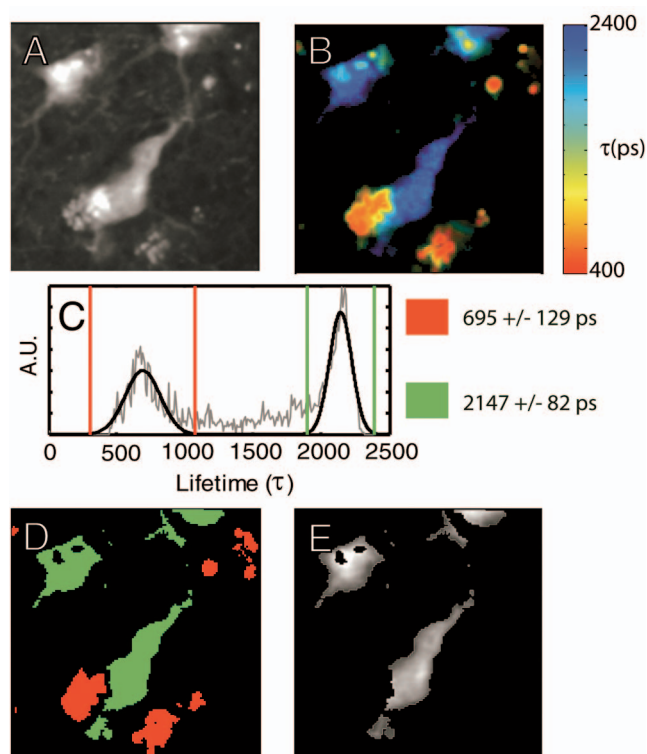 A
B
2400
τ(ps)
400
C
A.U.
695 +/- 129 ps
2147 +/- 82 ps
0 500 1000 1500 2000 2500
Lifetime (τ)
D
E